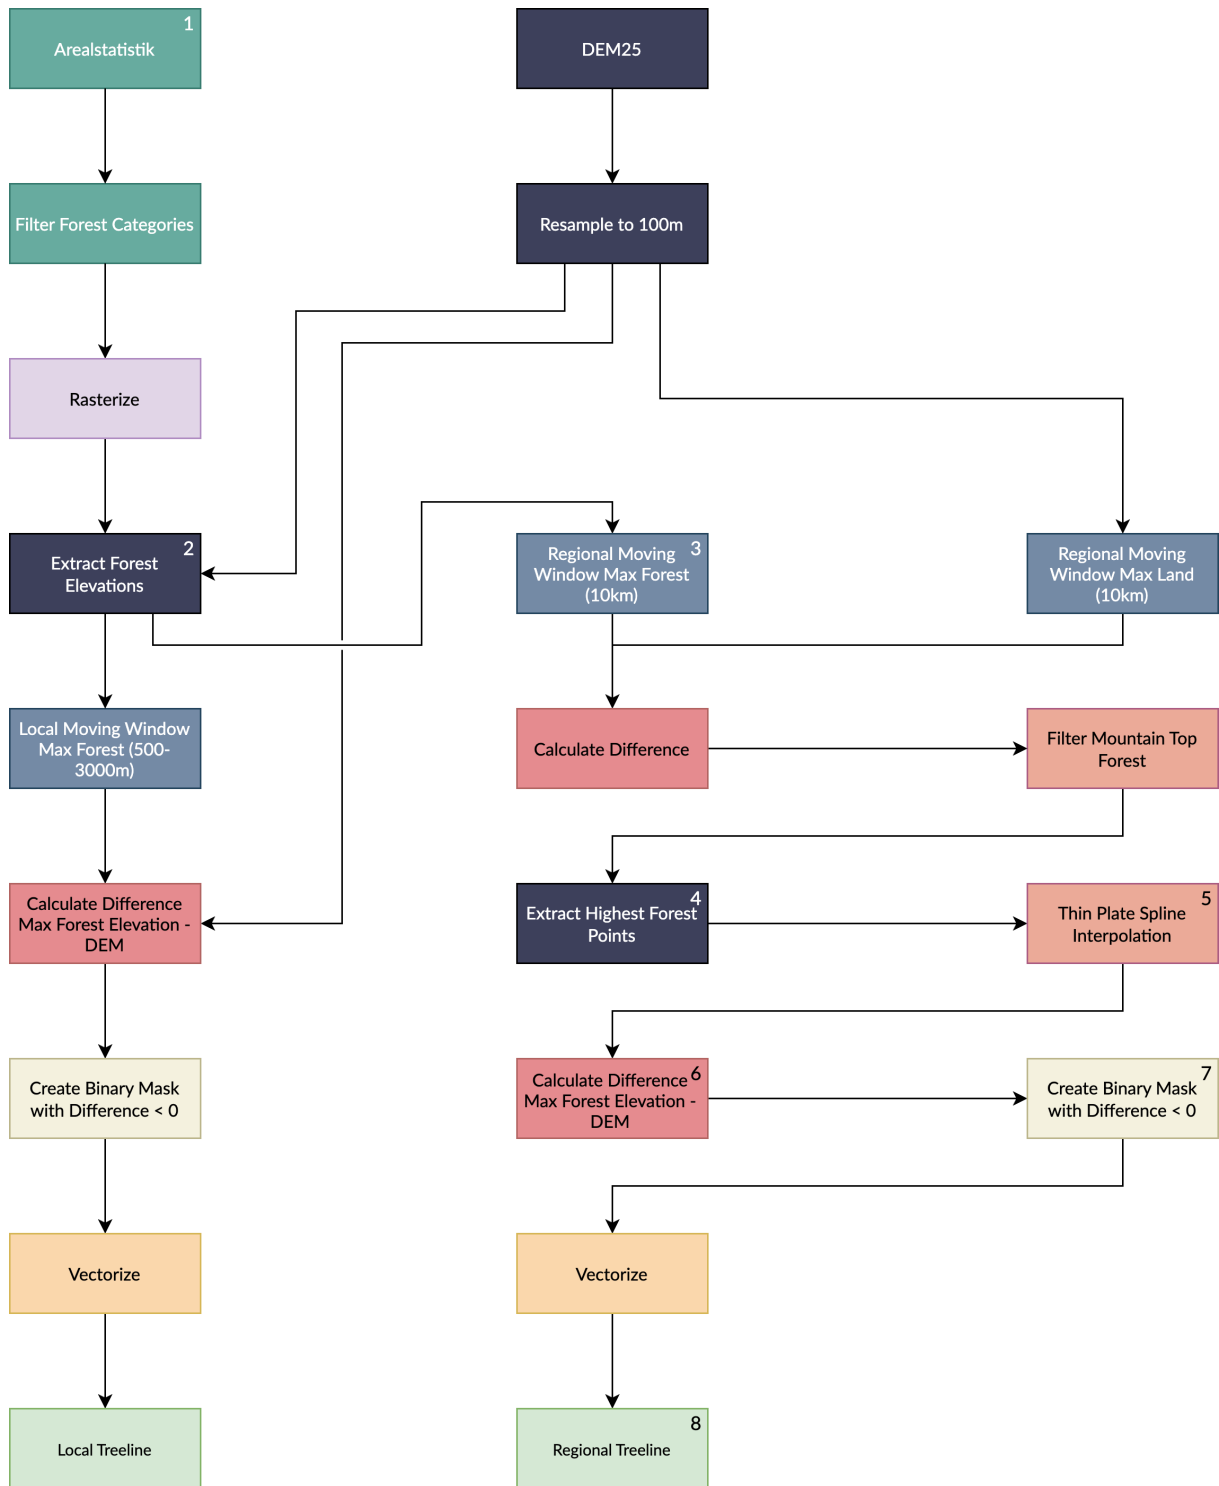 1
Arealstatistik
DEM25
Filter Forest Categories
Resample to 100m
Rasterize
2
Extract Forest
Elevations
3
Regional Moving
Window Max Forest
(10km)
Regional Moving
Window Max Land
(10km)
Local Moving Window
Max Forest (500-
3000m)
Calculate Difference
Filter Mountain Top
Forest
Calculate Difference
Max Forest Elevation -
DEM
4
Extract Highest Forest
Points
5
Thin Plate Spline
Interpolation
Create Binary Mask
with Difference < 0
6
Calculate Difference
Max Forest Elevation -
DEM
7
Create Binary Mask
with Difference < 0
Vectorize
Vectorize
Local Treeline
8
Regional Treeline